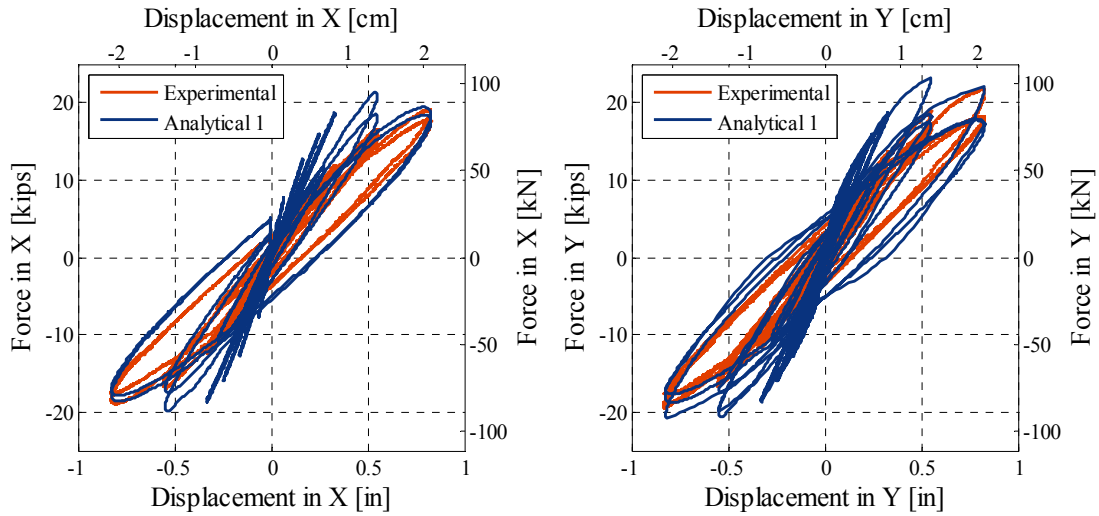 Displacement in X [cm]
-2 -1 0 1 2
Experimental
Analytical 1
Force in X [kips]
20
10
0
-10
-20
100
50
0
-50
-100
Force in X [kN]
-1 -0.5 0 0.5 1
Displacement in X [in]
Displacement in Y [cm]
-2 -1 0 1 2
Experimental
Analytical 1
Force in Y [kips]
20
10
0
-10
-20
100
50
0
-50
-100
Force in Y [kN]
-1 -0.5 0 0.5 1
Displacement in Y [in]